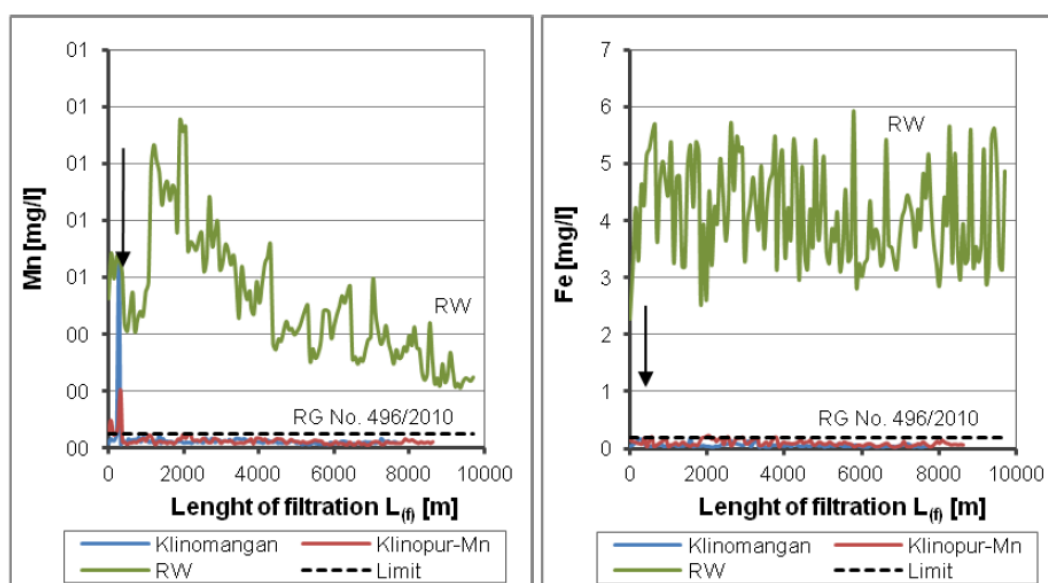 01
01
01
01
01
00
00
00
Mn [mg/l]
RW
RG No. 496/2010
0 2000 4000 6000 8000 10000
Lenght of filtration L(f) [m]
Klinomangan Klinopur-Mn
RW Limit
7
6
5
4
3
2
1
0
Fe [mg/l]
RW
RG No. 496/2010
0 2000 4000 6000 8000 10000
Lenght of filtration L(f) [m]
Klinomangan Klinopur-Mn
RW Limit